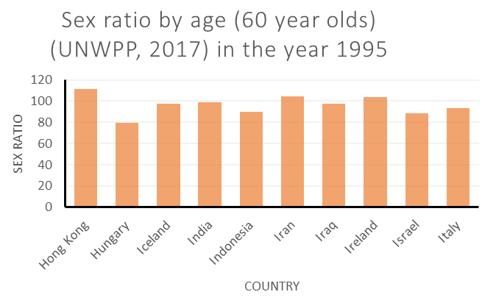 Sex ratio by age (60 year olds)
(UNWPP, 2017) in the year 1995
120
100
80
60
40
20
0
SEX RATIO
Hong Kong
Hungary
Iceland
India
Indonesia
Iran
Iraq
Ireland
Israel
Italy
COUNTRY